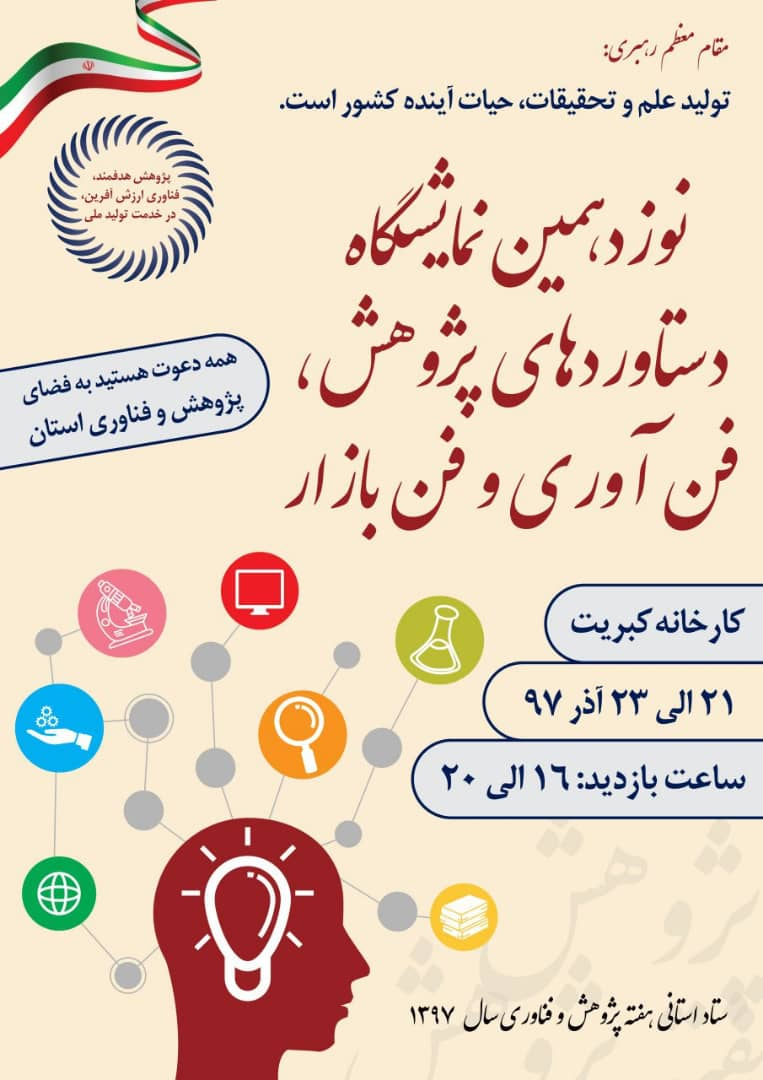 مقام معظم رهبری:
تولید علم و تحقیقات، حیات آینده کشور است.
پژوهش هدفمند،
فناوری ارزش آفرین،
در خدمت تولید ملی
نوزدهمین نمایشگاه
دستاوردهای پژوهش،
فن آوری و فن بازار
همه دعوت هستید به فضای
پژوهش و فناوری استان
کارخانه کبریت
۲۱ الی ۲۳ آذر ۹۷
ساعت بازدید: ۱۶ الی ۲۰
پژوهش
پژوهش
ستاد استانی هفته پژوهش و فناوری سال ۱۳۹۷